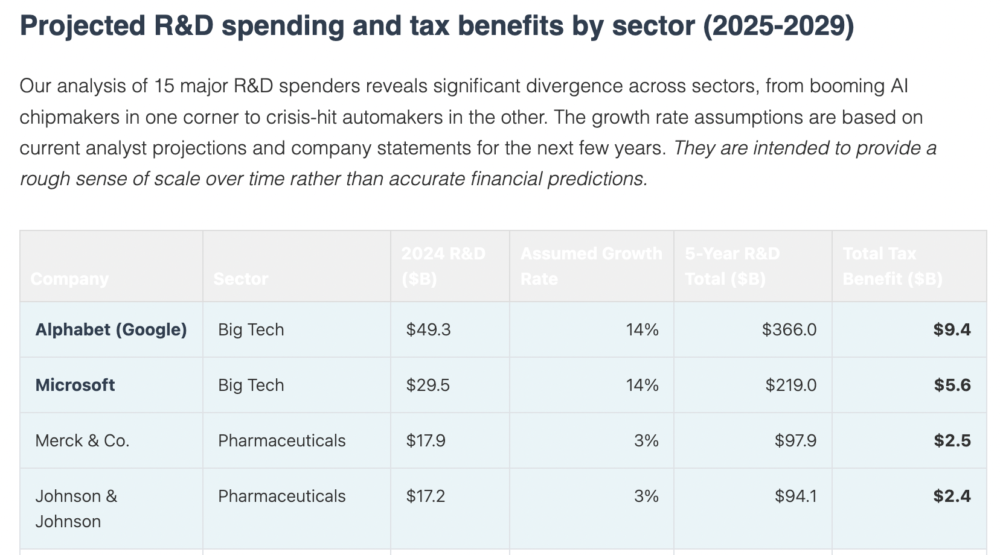 Projected R&D spending and tax benefits by sector (2025-2029)
Our analysis of 15 major R&D spenders reveals significant divergence across sectors, from booming AI
chipmakers in one corner to crisis-hit automakers in the other. The growth rate assumptions are based on
current analyst projections and company statements for the next few years. They are intended to provide a
rough sense of scale over time rather than accurate financial predictions.
Company Sector 2024 R&D ($B) Assumed Growth Rate 5-Year R&D Total ($B) Total Tax Benefit ($B)
Alphabet (Google) Big Tech $49.3 14% $366.0 $9.4
Microsoft Big Tech $29.5 14% $219.0 $5.6
Merck & Co. Pharmaceuticals $17.9 3% $97.9 $2.5
Johnson & Johnson Pharmaceuticals $17.2 3% $94.1 $2.4